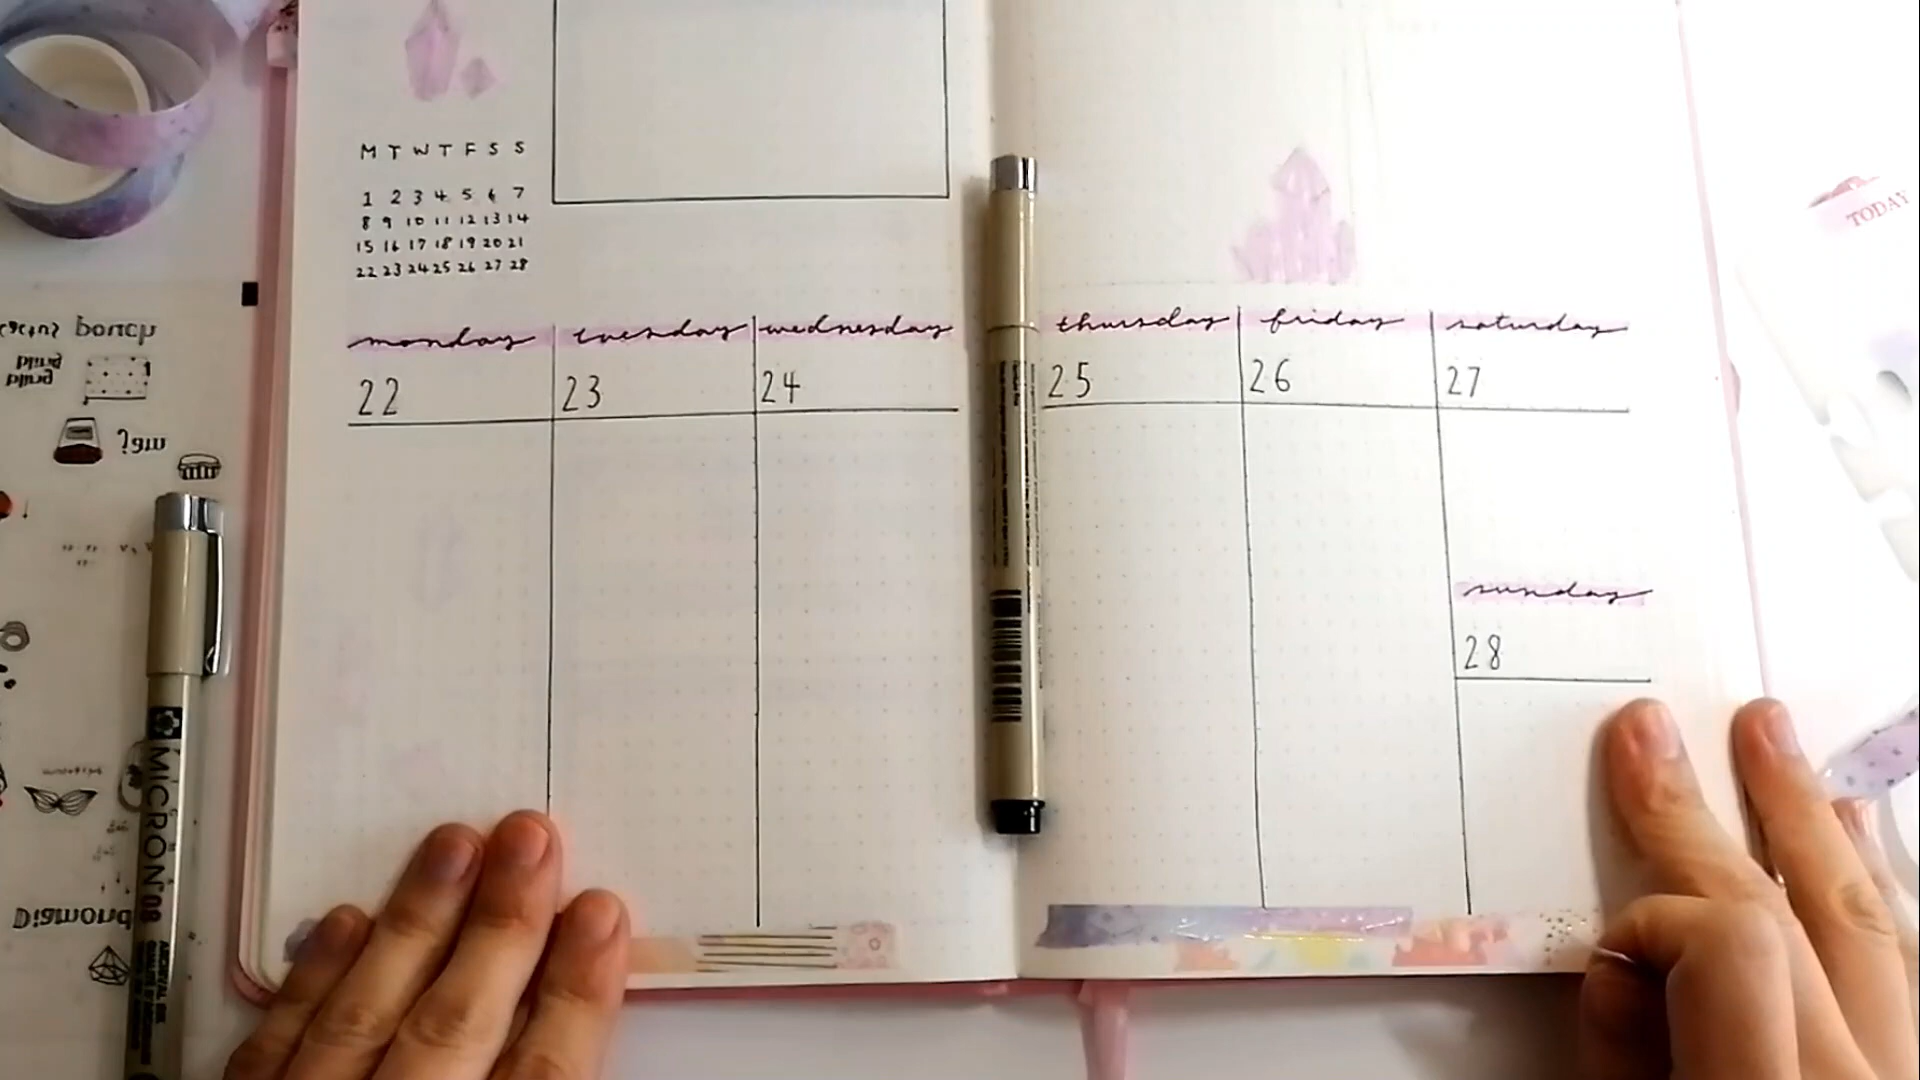 M T W T F S S
1 2 3 4 5 6 7
8 9 10 11 12 13 14
15 16 17 18 19 20 21
22 23 24 25 26 27 28
monday tuesday wednesday thursday friday saturday
22 23 24 25 26 27
sunday
28
TODAY
MICRON 08
Diamond